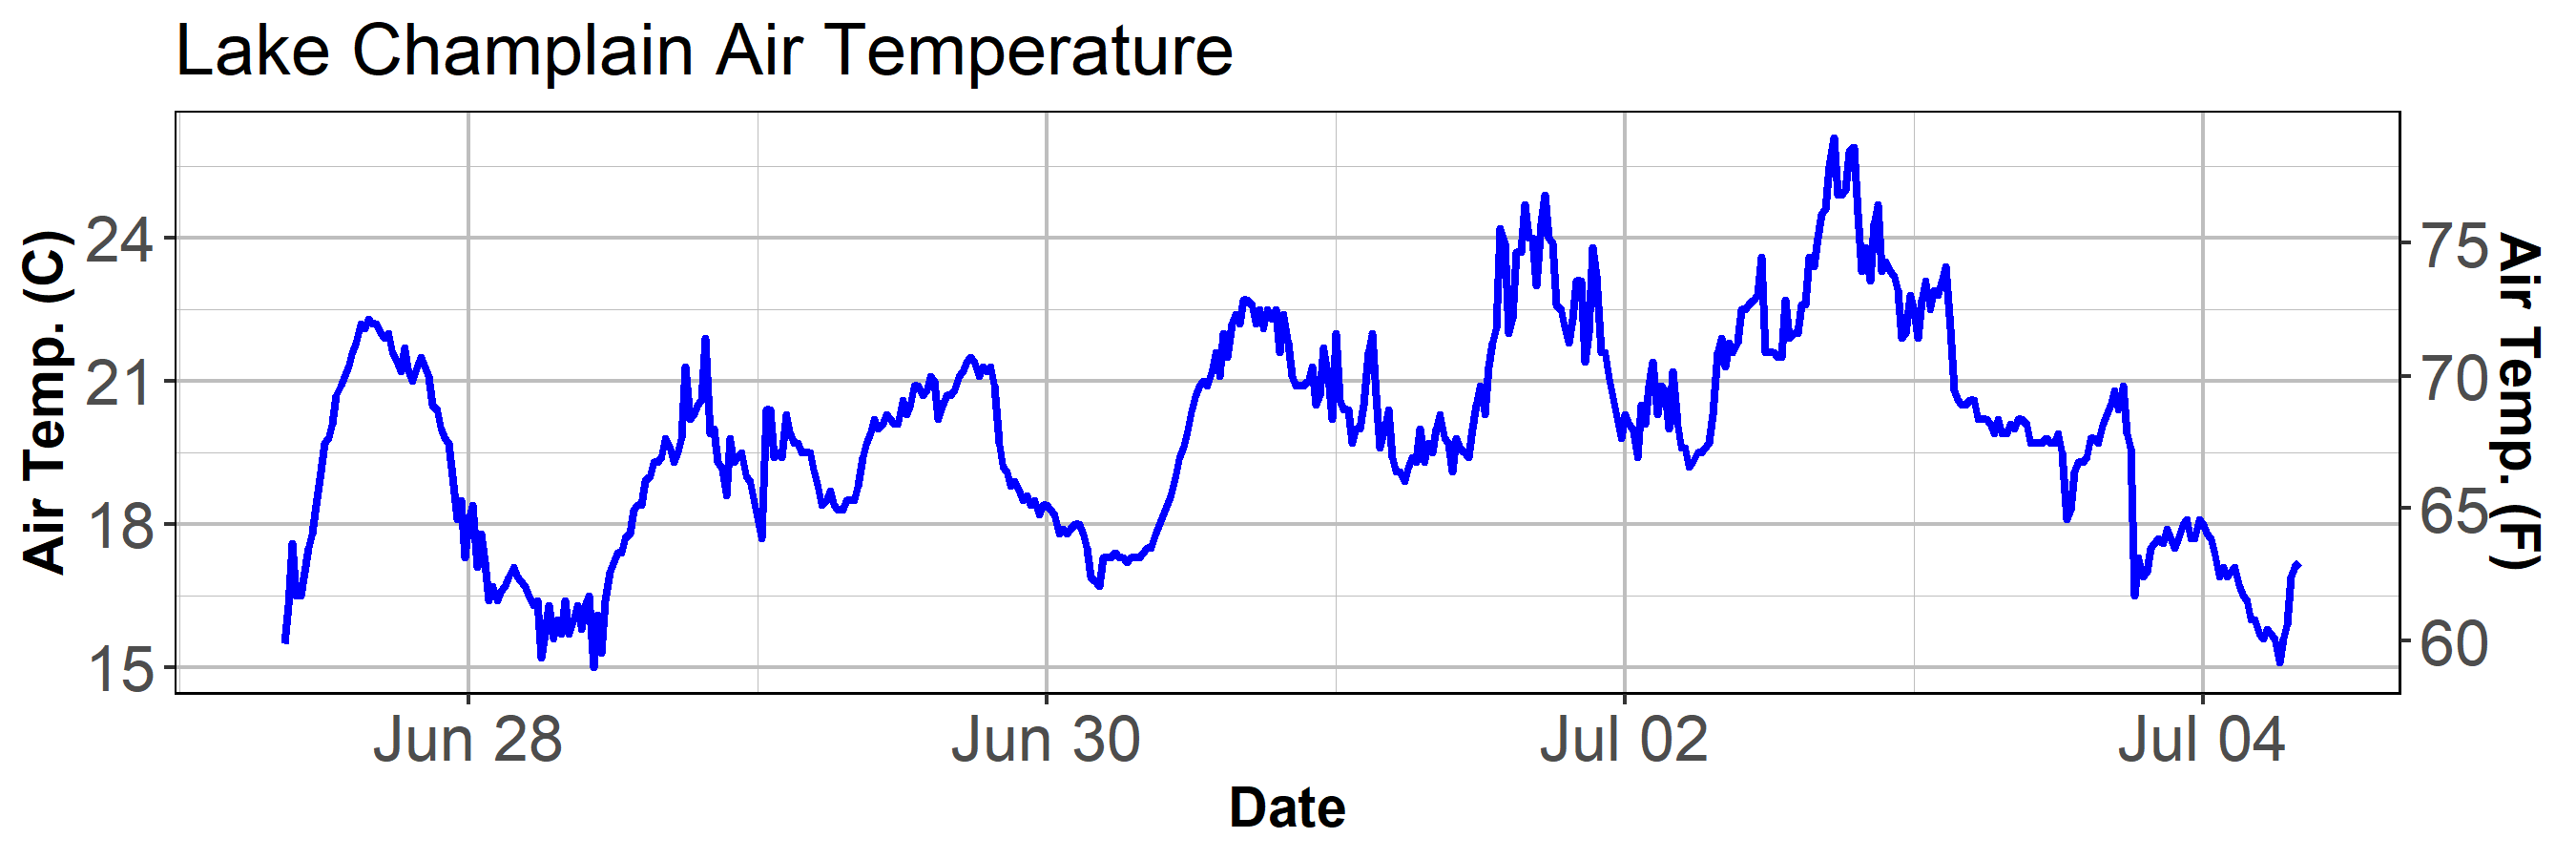 Lake Champlain Air Temperature
Air Temp. (C)
24
21
18
15
75
70
65
60
Air Temp. (F)
Jun 28 Jun 30 Jul 02 Jul 04
Date